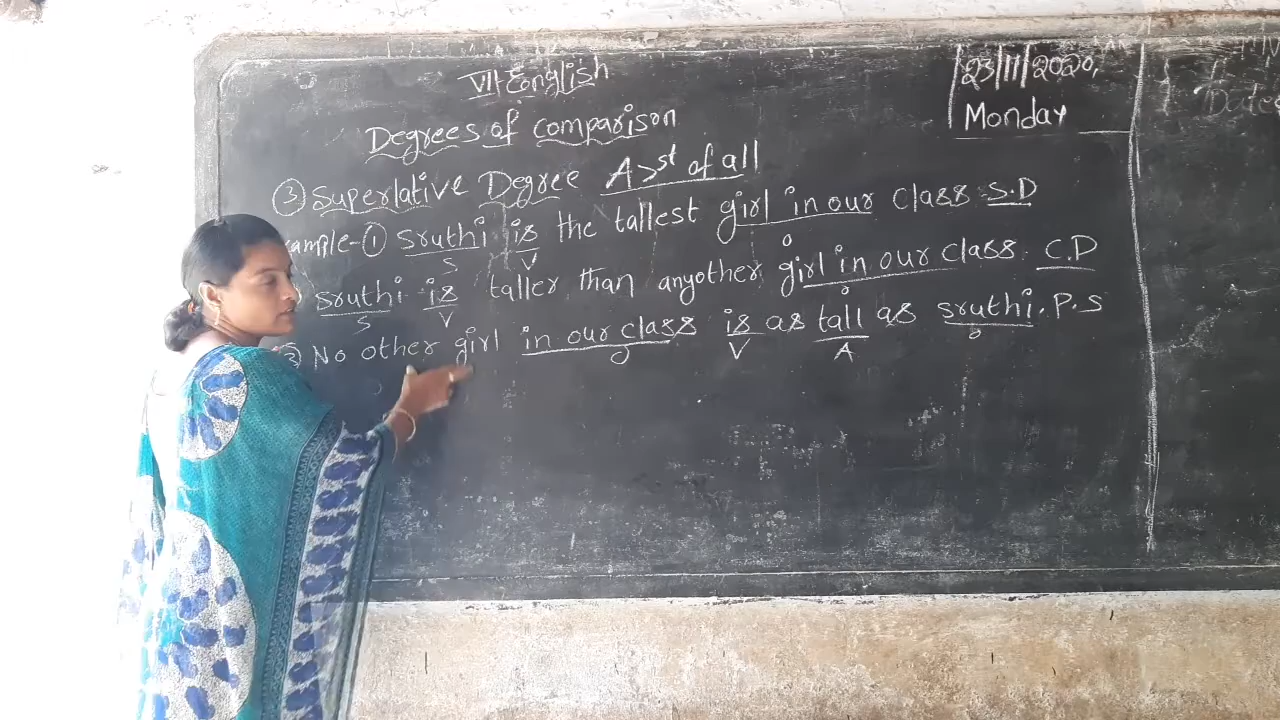 VII English
23/11/2020,
Monday
Date
Degrees of comparison
③ Superlative Degree A>st of all
ample-① Sruthi is the tallest girl in our class S.D
S V O
sruthi is taller than anyother girl in our class. C.D
S V O
No other girl in our class is as tall as sruthi. P.S
O V A O